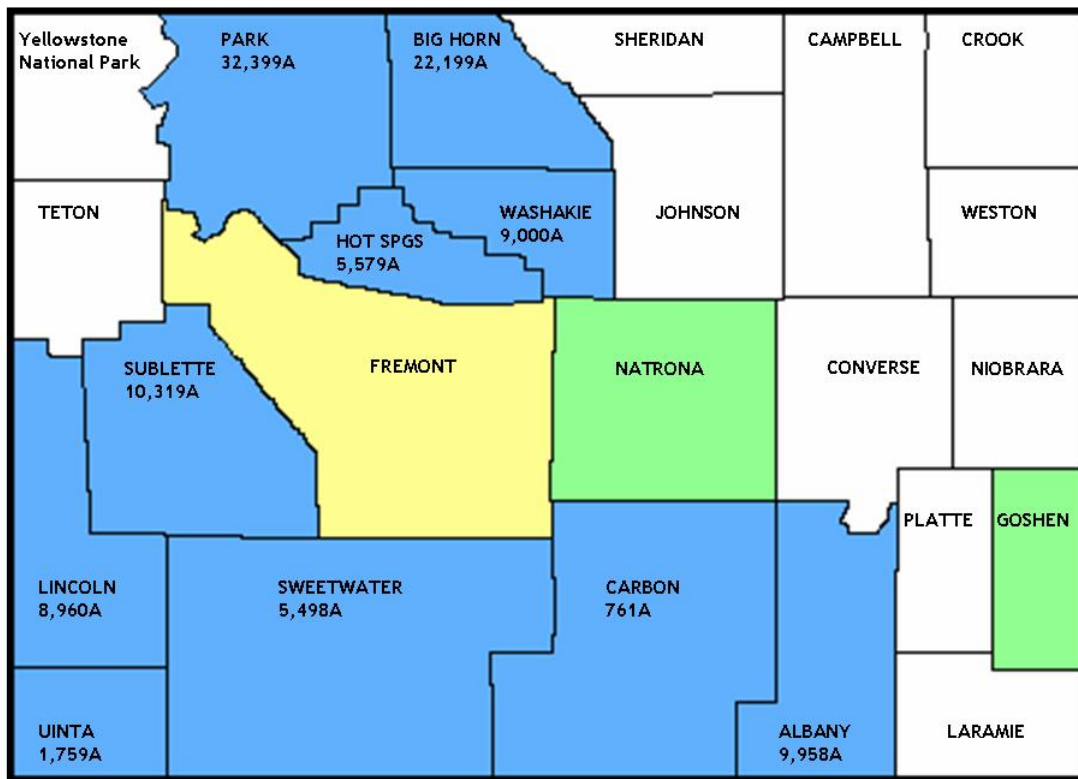 Yellowstone
National Park
PARK
32,399A
BIG HORN
22,199A
SHERIDAN
CAMPBELL
CROOK
TETON
HOT SPGS
5,579A
WASHAKIE
9,000A
JOHNSON
WESTON
SUBLETTE
10,319A
FREMONT
NATRONA
CONVERSE
NIOBRARA
PLATTE
GOSHEN
LINCOLN
8,960A
SWEETWATER
5,498A
CARBON
761A
UINTA
1,759A
ALBANY
9,958A
LARAMIE